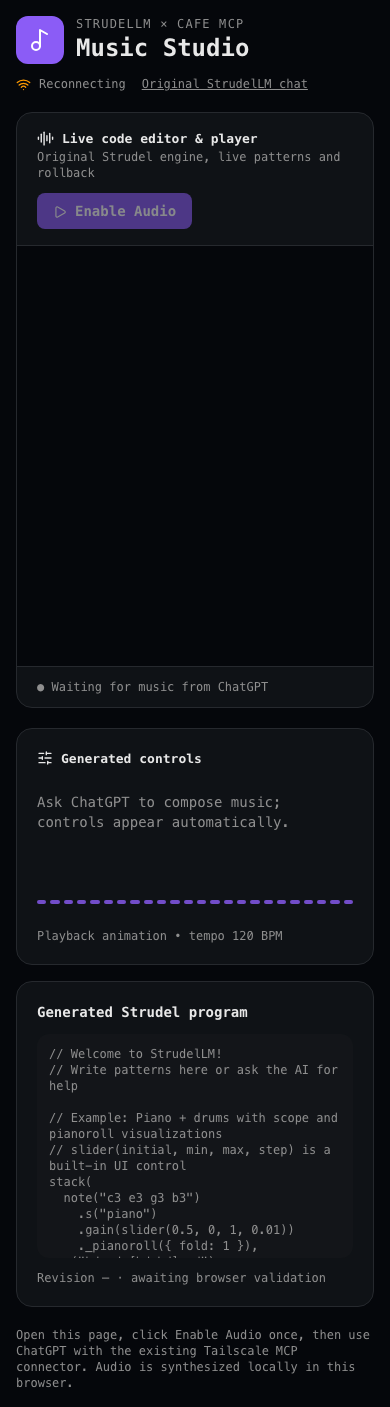 STRUDELLM × CAFE MCP
Music Studio
Reconnecting Original StrudelLM chat
Live code editor & player
Original Strudel engine, live patterns and
rollback
Enable Audio
● Waiting for music from ChatGPT
Generated controls
Ask ChatGPT to compose music;
controls appear automatically.
Playback animation • tempo 120 BPM
Generated Strudel program
// Welcome to StrudelLM!
// Write patterns here or ask the AI for
help
// Example: Piano + drums with scope and
pianoroll visualizations
// slider(initial, min, max, step) is a
built-in UI control
stack(
  note("c3 e3 g3 b3")
    .s("piano")
    .gain(slider(0.5, 0, 1, 0.01))
    ._pianoroll({ fold: 1 }),
Revision — · awaiting browser validation
Open this page, click Enable Audio once, then use
ChatGPT with the existing Tailscale MCP
connector. Audio is synthesized locally in this
browser.